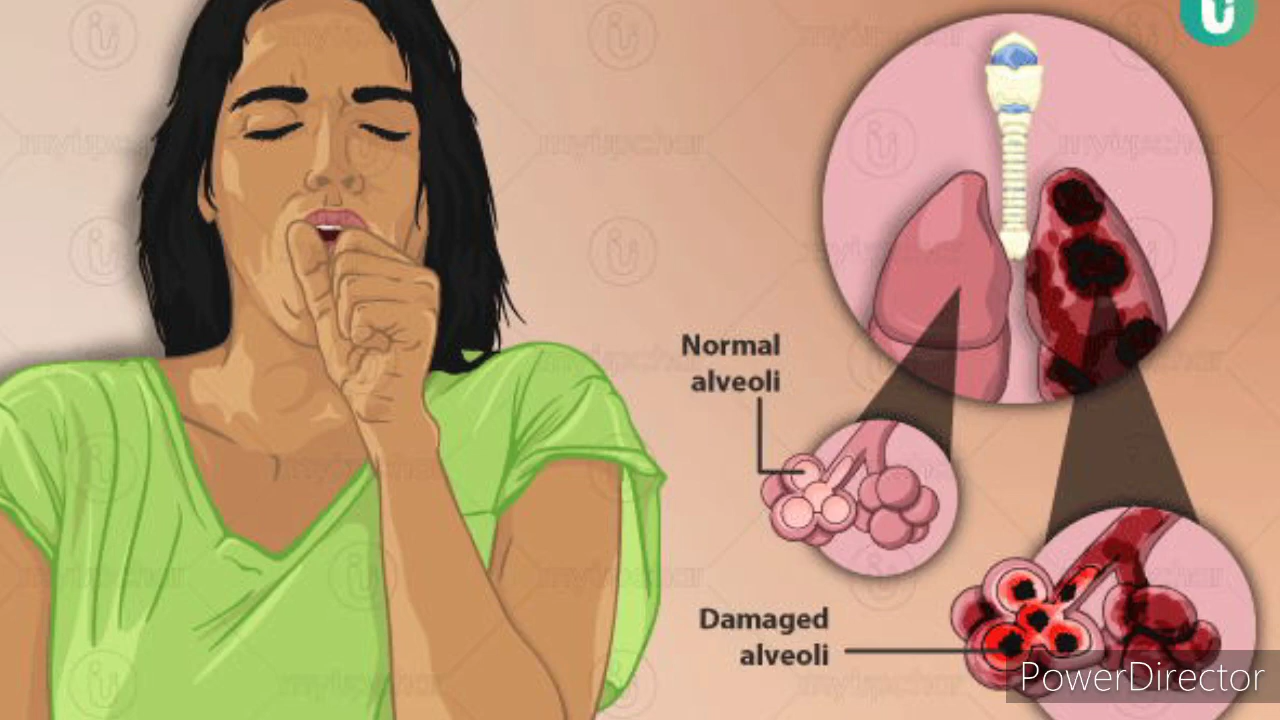 Normal
alveoli
Damaged
alveoli
PowerDirector